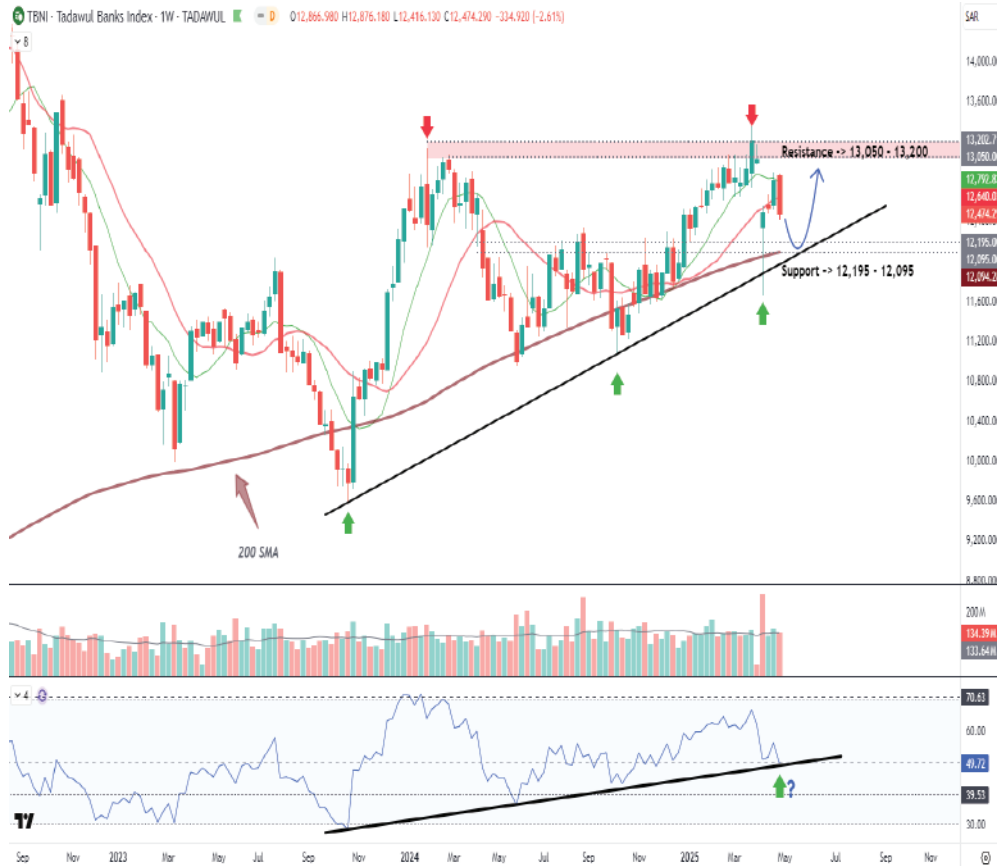 TBNI · Tadawul Banks Index · 1W · TADAWUL D O12,866.980 H12,876.180 L12,416.130 C12,474.290 -334.920 (-2.61%)
SAR
8
14,000.00
13,600.00
13,202.7
Resistance -> 13,050 - 13,200
13,050.00
12,792.8
12,640.0
12,474.29
12,195.00
12,095.00
Support -> 12,195 - 12,095
12,094.2
11,600.00
11,200.00
10,800.00
10,400.00
10,000.00
9,600.00
9,200.00
8,800.00
200 SMA
200M
134.39M
133.64M
4
70.63
60.00
49.72
?
39.53
30.00
Sep Nov 2023 Mar May Jul Sep Nov 2024 Mar May Jul Sep Nov 2025 Mar May Jul Sep Nov